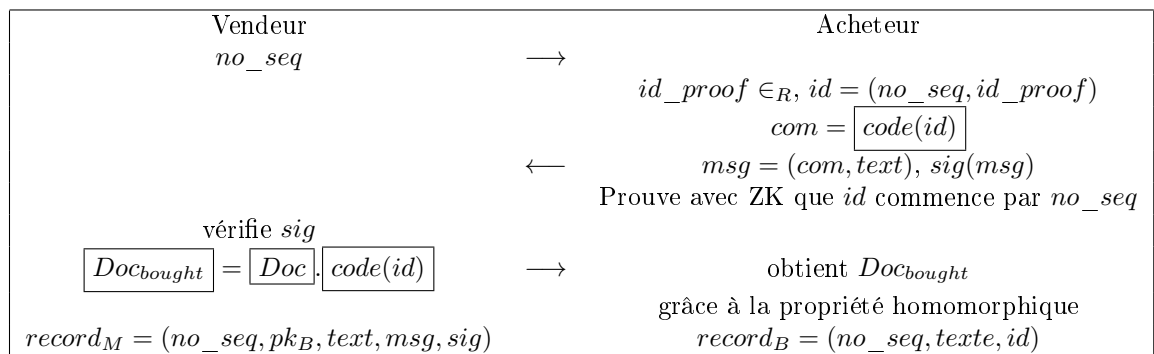 Vendeur Acheteur
no_seq ⟶
id_proof ∈R, id = (no_seq, id_proof)
com = code(id)
⟵ msg = (com, text), sig(msg)
Prouve avec ZK que id commence par no_seq
vérifie sig
Doc_bought = Doc . code(id) ⟶ obtient Doc_bought
grâce à la propriété homomorphique
record_M = (no_seq, pk_B, text, msg, sig) record_B = (no_seq, texte, id)